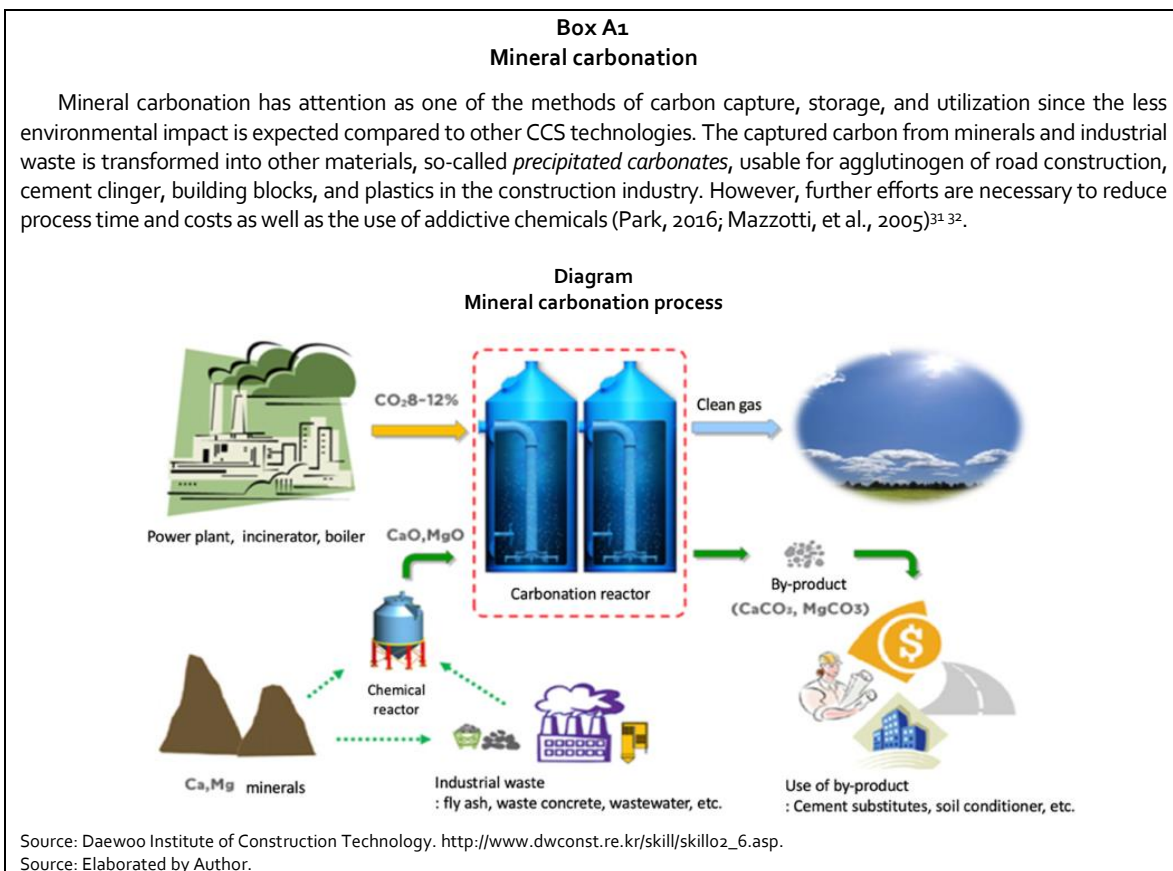 Box A1
Mineral carbonation
Mineral carbonation has attention as one of the methods of carbon capture, storage, and utilization since the less
environmental impact is expected compared to other CCS technologies. The captured carbon from minerals and industrial
waste is transformed into other materials, so-called precipitated carbonates, usable for agglutinogen of road construction,
cement clinger, building blocks, and plastics in the construction industry. However, further efforts are necessary to reduce
process time and costs as well as the use of addictive chemicals (Park, 2016; Mazzotti, et al., 2005)³¹ ³².
Diagram
Mineral carbonation process
CO₂8-12%
Clean gas
Power plant, incinerator, boiler
CaO,MgO
Carbonation reactor
By-product
(CaCO₂, MgCO3)
$
Chemical
reactor
Ca,Mg minerals
Industrial waste
: fly ash, waste concrete, wastewater, etc.
Use of by-product
: Cement substitutes, soil conditioner, etc.
Source: Daewoo Institute of Construction Technology. http://www.dwconst.re.kr/skill/skill02_6.asp.
Source: Elaborated by Author.